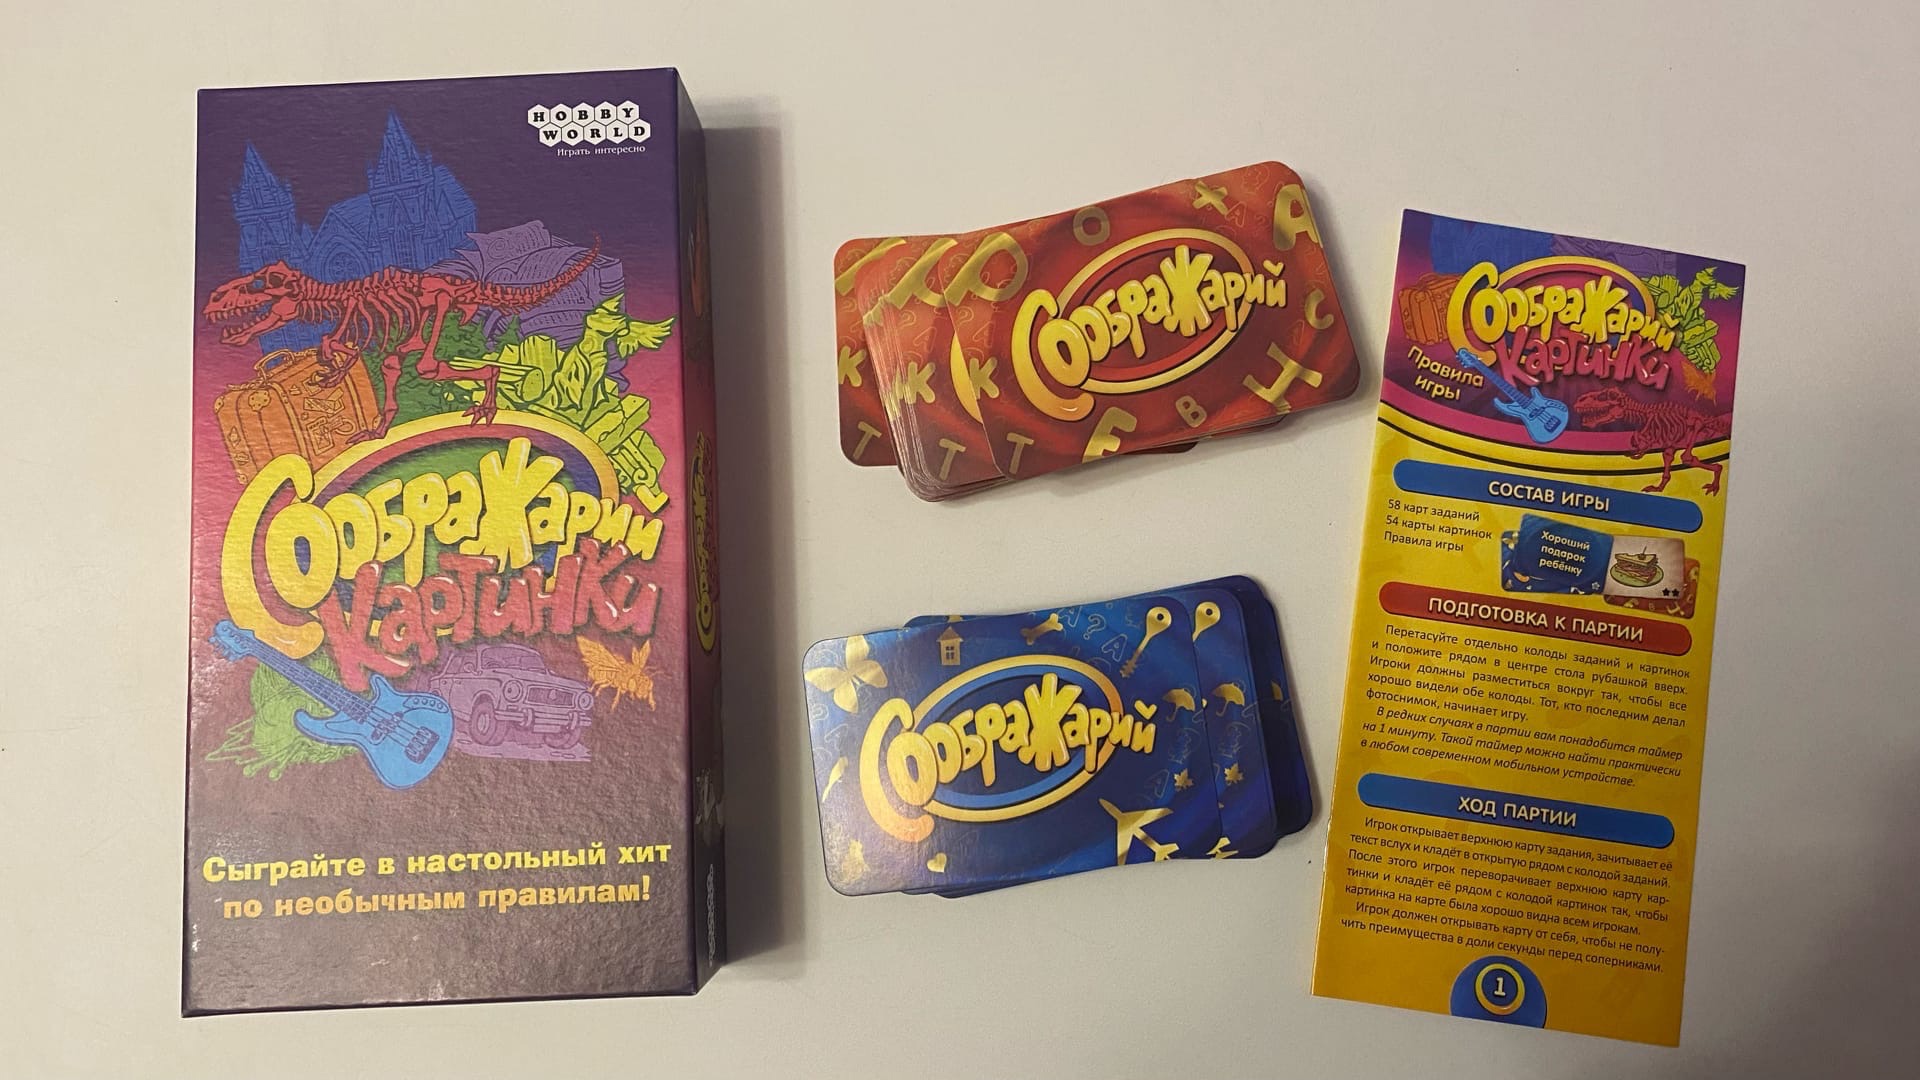 HOBBY
WORLD
Играть интересно
СообраЖарий
Картинки
Сыграйте в настольный хит
по необычным правилам!
СообраЖарий
СообраЖарий
СообраЖарий
Картинки
Правила
игры
СОСТАВ ИГРЫ
58 карт заданий
54 карты картинок
Правила игры
Хороший
подарок
ребёнку
ПОДГОТОВКА К ПАРТИИ
Перетасуйте отдельно колоды заданий и картинок
и положите рядом в центре стола рубашкой вверх.
Игроки должны разместиться вокруг так, чтобы все
хорошо видели обе колоды. Тот, кто последним делал
фотоснимок, начинает игру.
В редких случаях в партии вам понадобится таймер
на 1 минуту. Такой таймер можно найти практически
в любом современном мобильном устройстве.
ХОД ПАРТИИ
Игрок открывает верхнюю карту задания, зачитывает её
текст вслух и кладёт в открытую рядом с колодой заданий.
После этого игрок переворачивает верхнюю карту кар-
тинки и кладёт её рядом с колодой картинок так, чтобы
картинка на карте была хорошо видна всем игрокам.
Игрок должен открывать карту от себя, чтобы не полу-
чить преимущества в доли секунды перед соперниками.
1